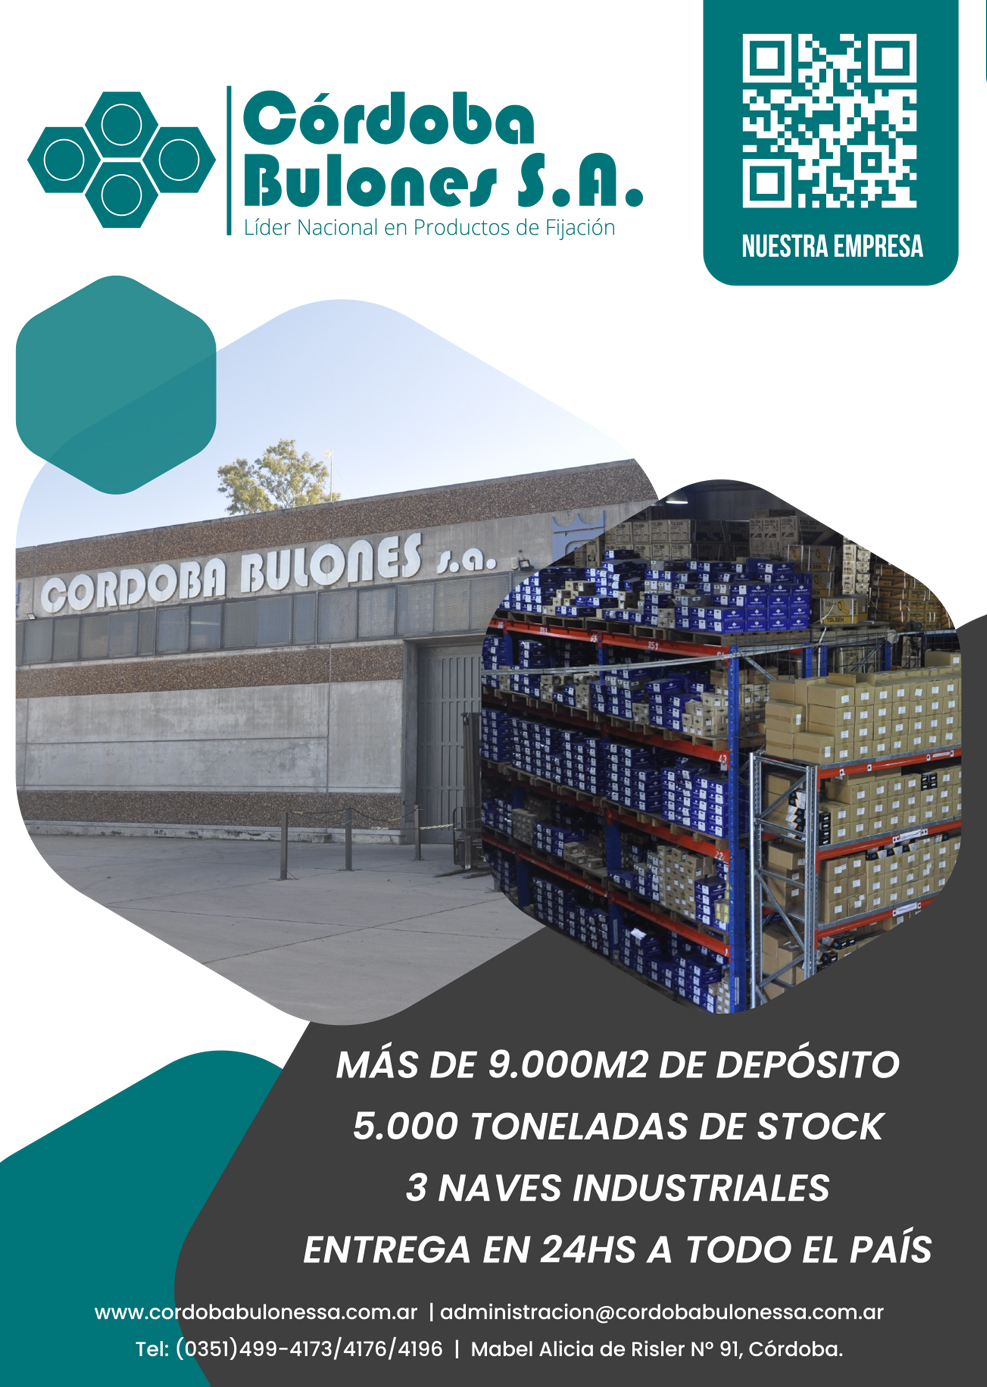 Córdoba
Bulones S.A.
Líder Nacional en Productos de Fijación
NUESTRA EMPRESA
CORDOBA BULONES s.a.
MÁS DE 9.000M2 DE DEPÓSITO
5.000 TONELADAS DE STOCK
3 NAVES INDUSTRIALES
ENTREGA EN 24HS A TODO EL PAÍS
www.cordobabulonessa.com.ar | administracion@cordobabulonessa.com.ar
Tel: (0351)499-4173/4176/4196 | Mabel Alicia de Risler N° 91, Córdoba.